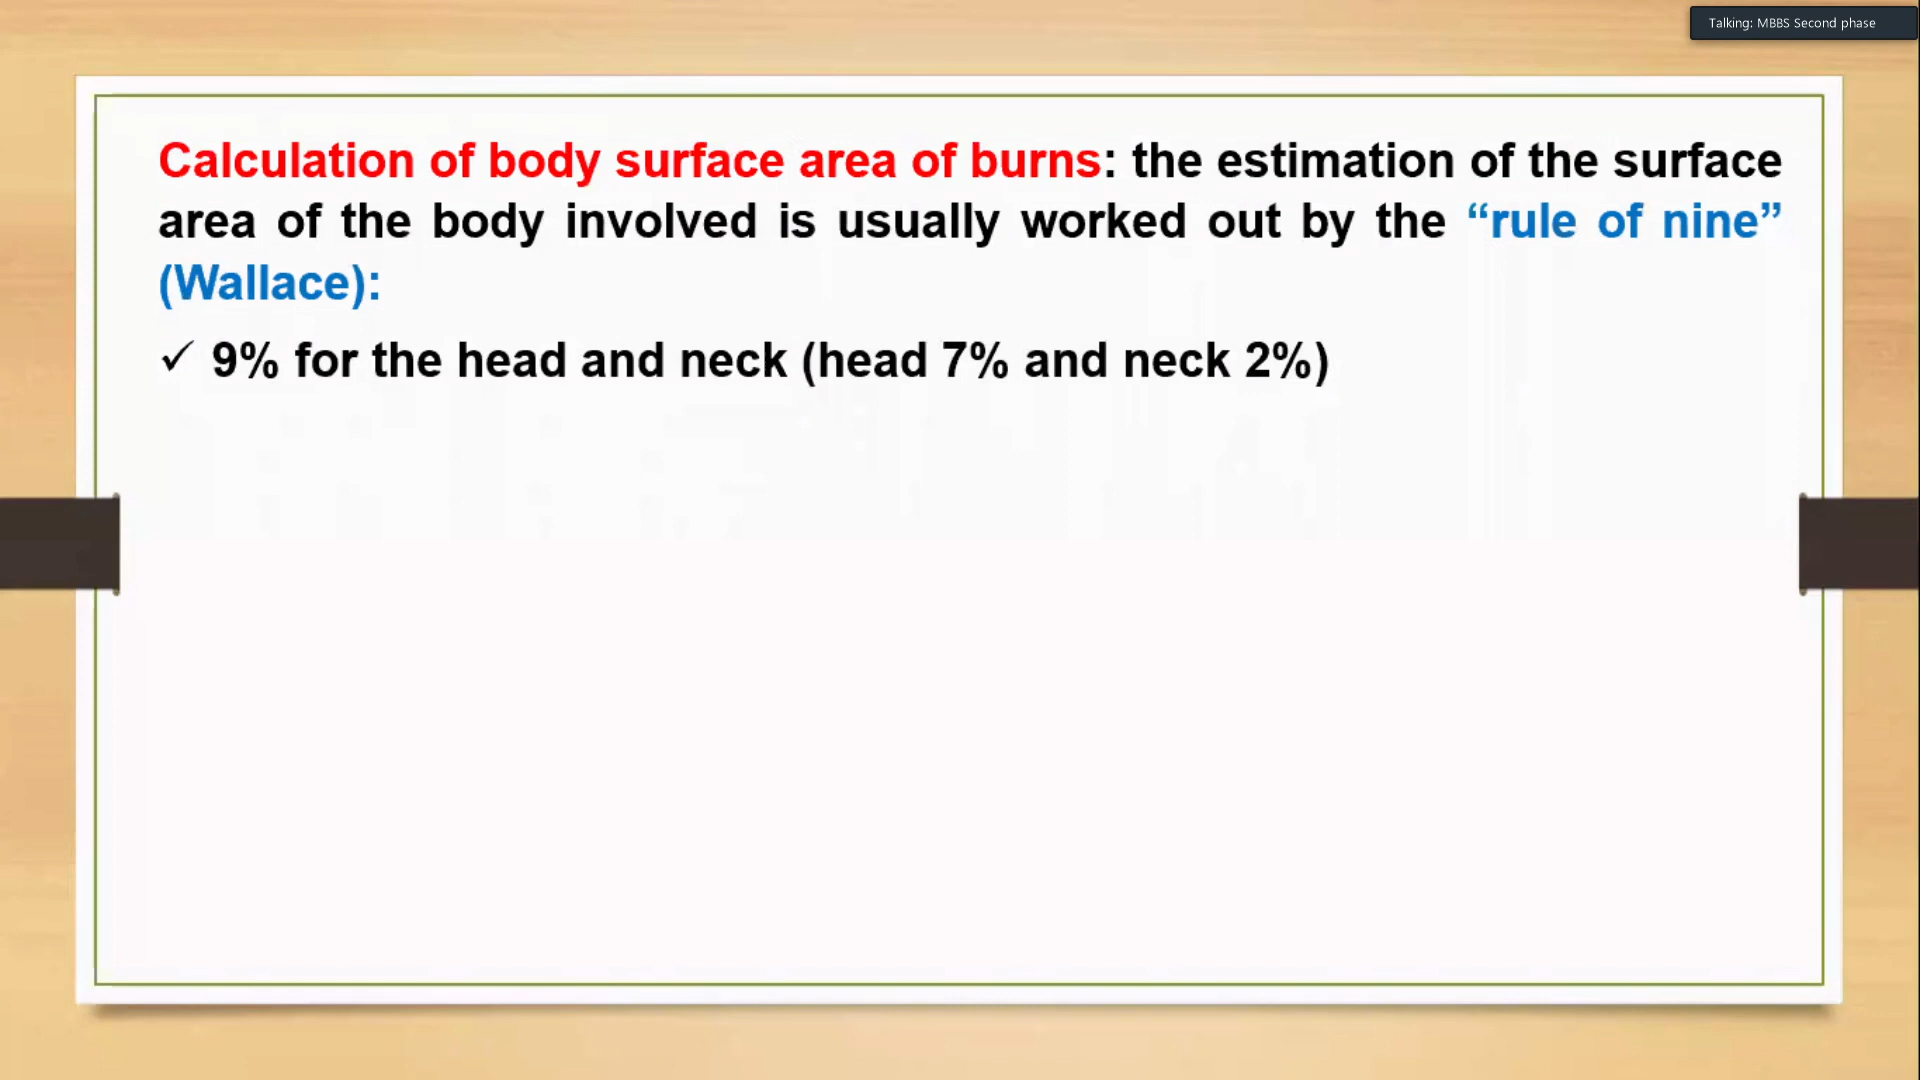 Talking: MBBS Second phase
Calculation of body surface area of burns: the estimation of the surface
area of the body involved is usually worked out by the “rule of nine”
(Wallace):
✓ 9% for the head and neck (head 7% and neck 2%)